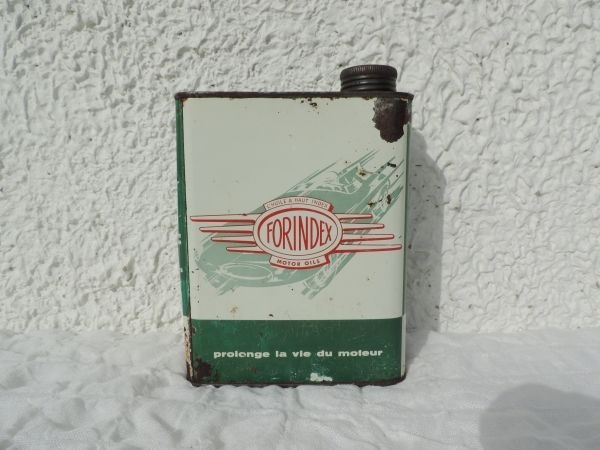 L'HUILE A HAUT INDEX
FORINDEX
MOTOR OILS
prolonge la vie du moteur